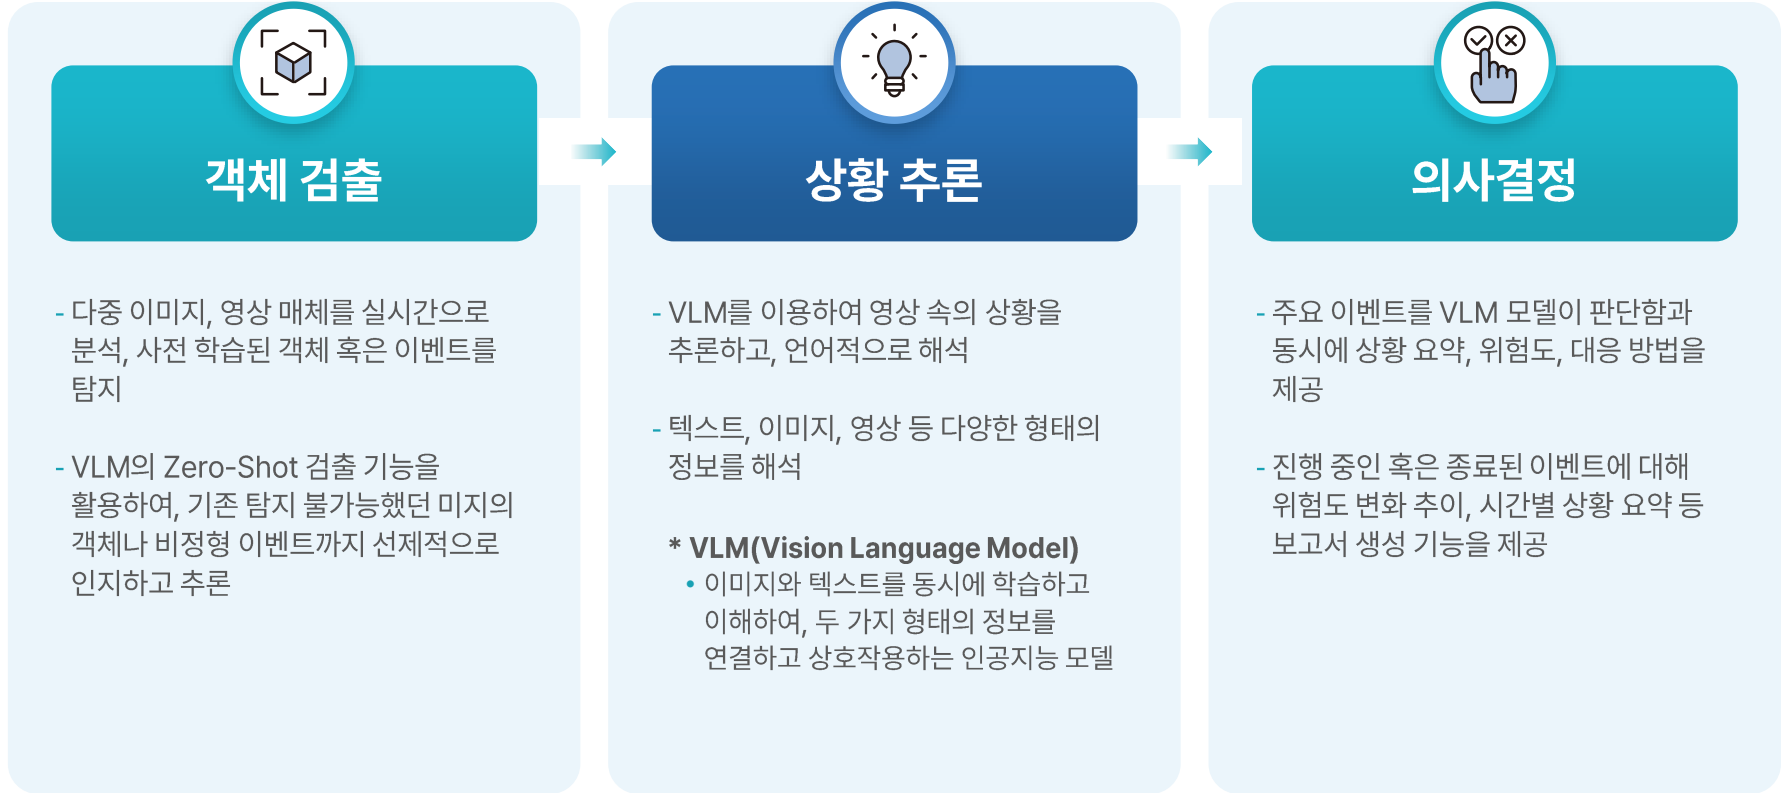 객체 검출
- 다중 이미지, 영상 매체를 실시간으로
분석, 사전 학습된 객체 혹은 이벤트를
탐지
- VLM의 Zero-Shot 검출 기능을
활용하여, 기존 탐지 불가능했던 미지의
객체나 비정형 이벤트까지 선제적으로
인지하고 추론
상황 추론
- VLM를 이용하여 영상 속의 상황을
추론하고, 언어적으로 해석
- 텍스트, 이미지, 영상 등 다양한 형태의
정보를 해석
* VLM(Vision Language Model)
• 이미지와 텍스트를 동시에 학습하고
이해하여, 두 가지 형태의 정보를
연결하고 상호작용하는 인공지능 모델
의사결정
- 주요 이벤트를 VLM 모델이 판단함과
동시에 상황 요약, 위험도, 대응 방법을
제공
- 진행 중인 혹은 종료된 이벤트에 대해
위험도 변화 추이, 시간별 상황 요약 등
보고서 생성 기능을 제공